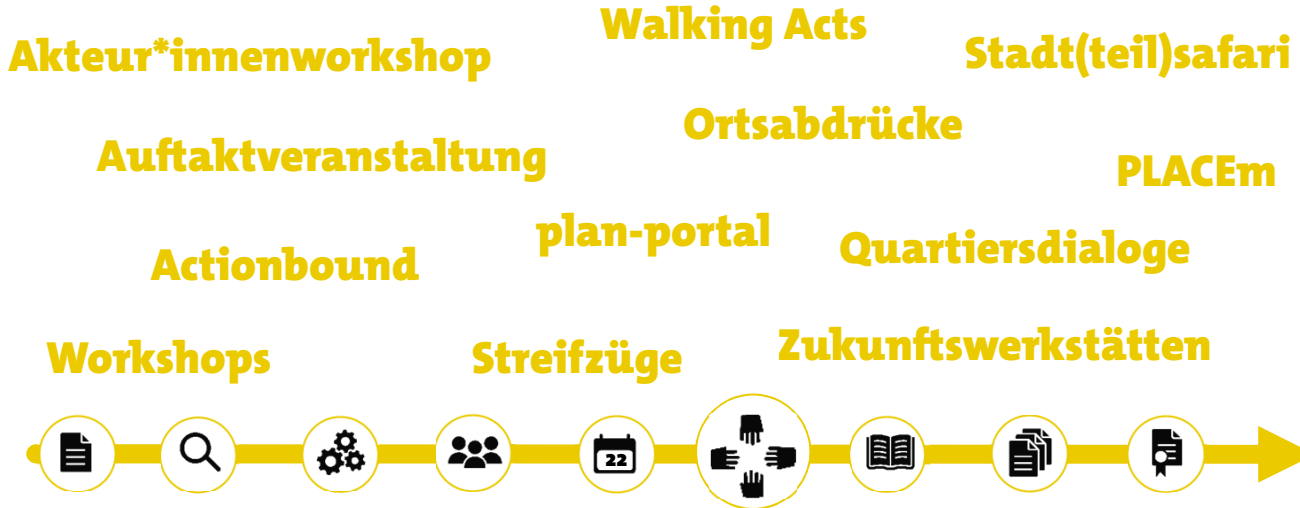 Walking Acts
Akteur*innenworkshop
Stadt(teil)safari
Ortsabdrücke
Auftaktveranstaltung
PLACEm
plan-portal
Quartiersdialoge
Actionbound
Zukunftswerkstätten
Workshops
Streifzüge
22